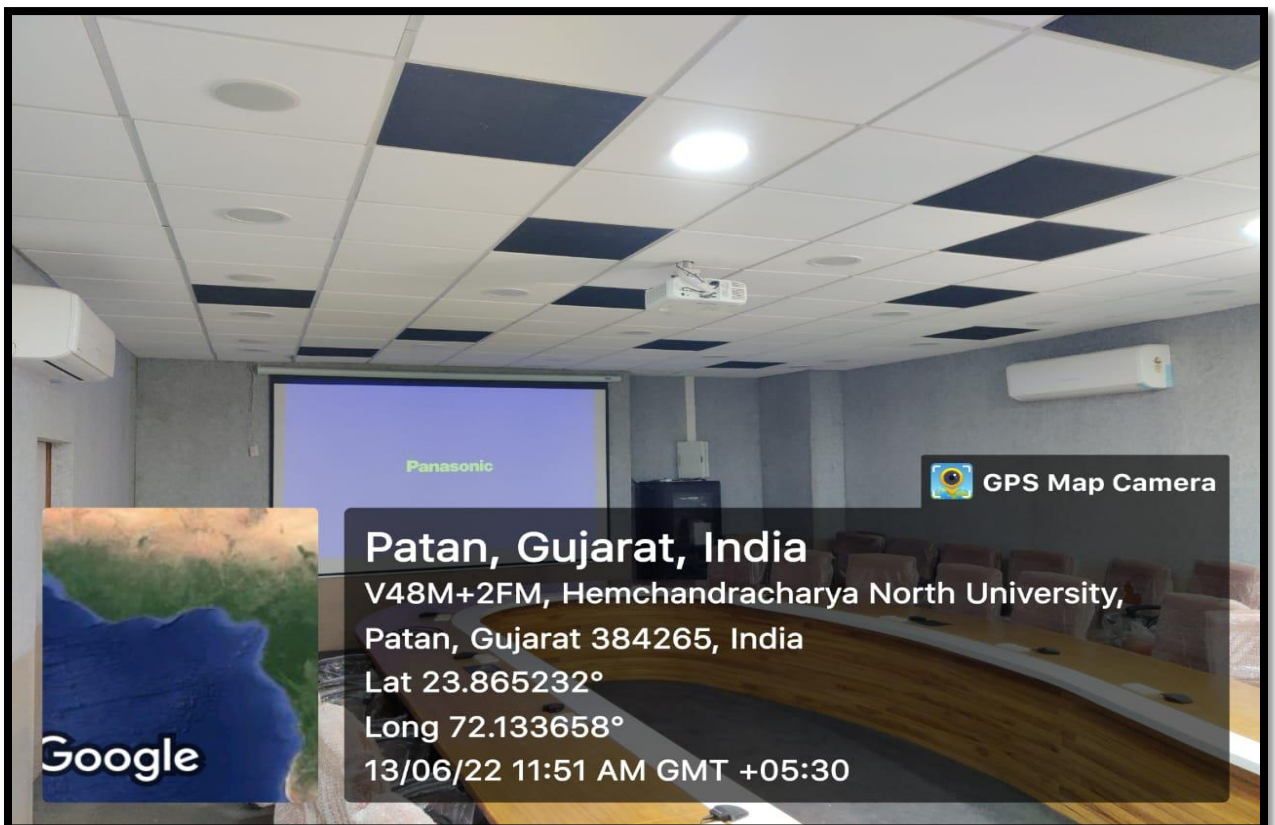 Panasonic
GPS Map Camera
Patan, Gujarat, India
V48M+2FM, Hemchandracharya North University,
Patan, Gujarat 384265, India
Lat 23.865232°
Long 72.133658°
13/06/22 11:51 AM GMT +05:30
Google